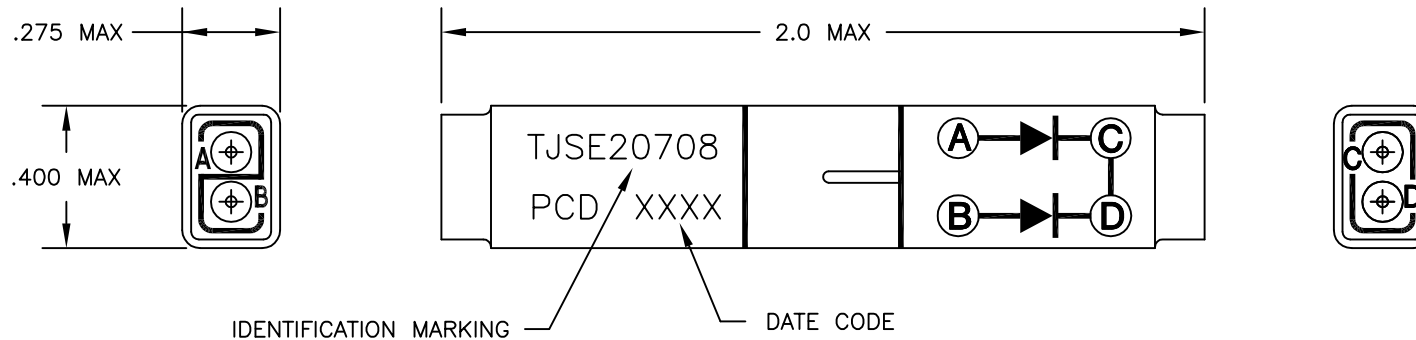 .275 MAX
2.0 MAX
.400 MAX
A
B
TJSE20708
PCD XXXX
A C
B D
C
D
IDENTIFICATION MARKING
DATE CODE